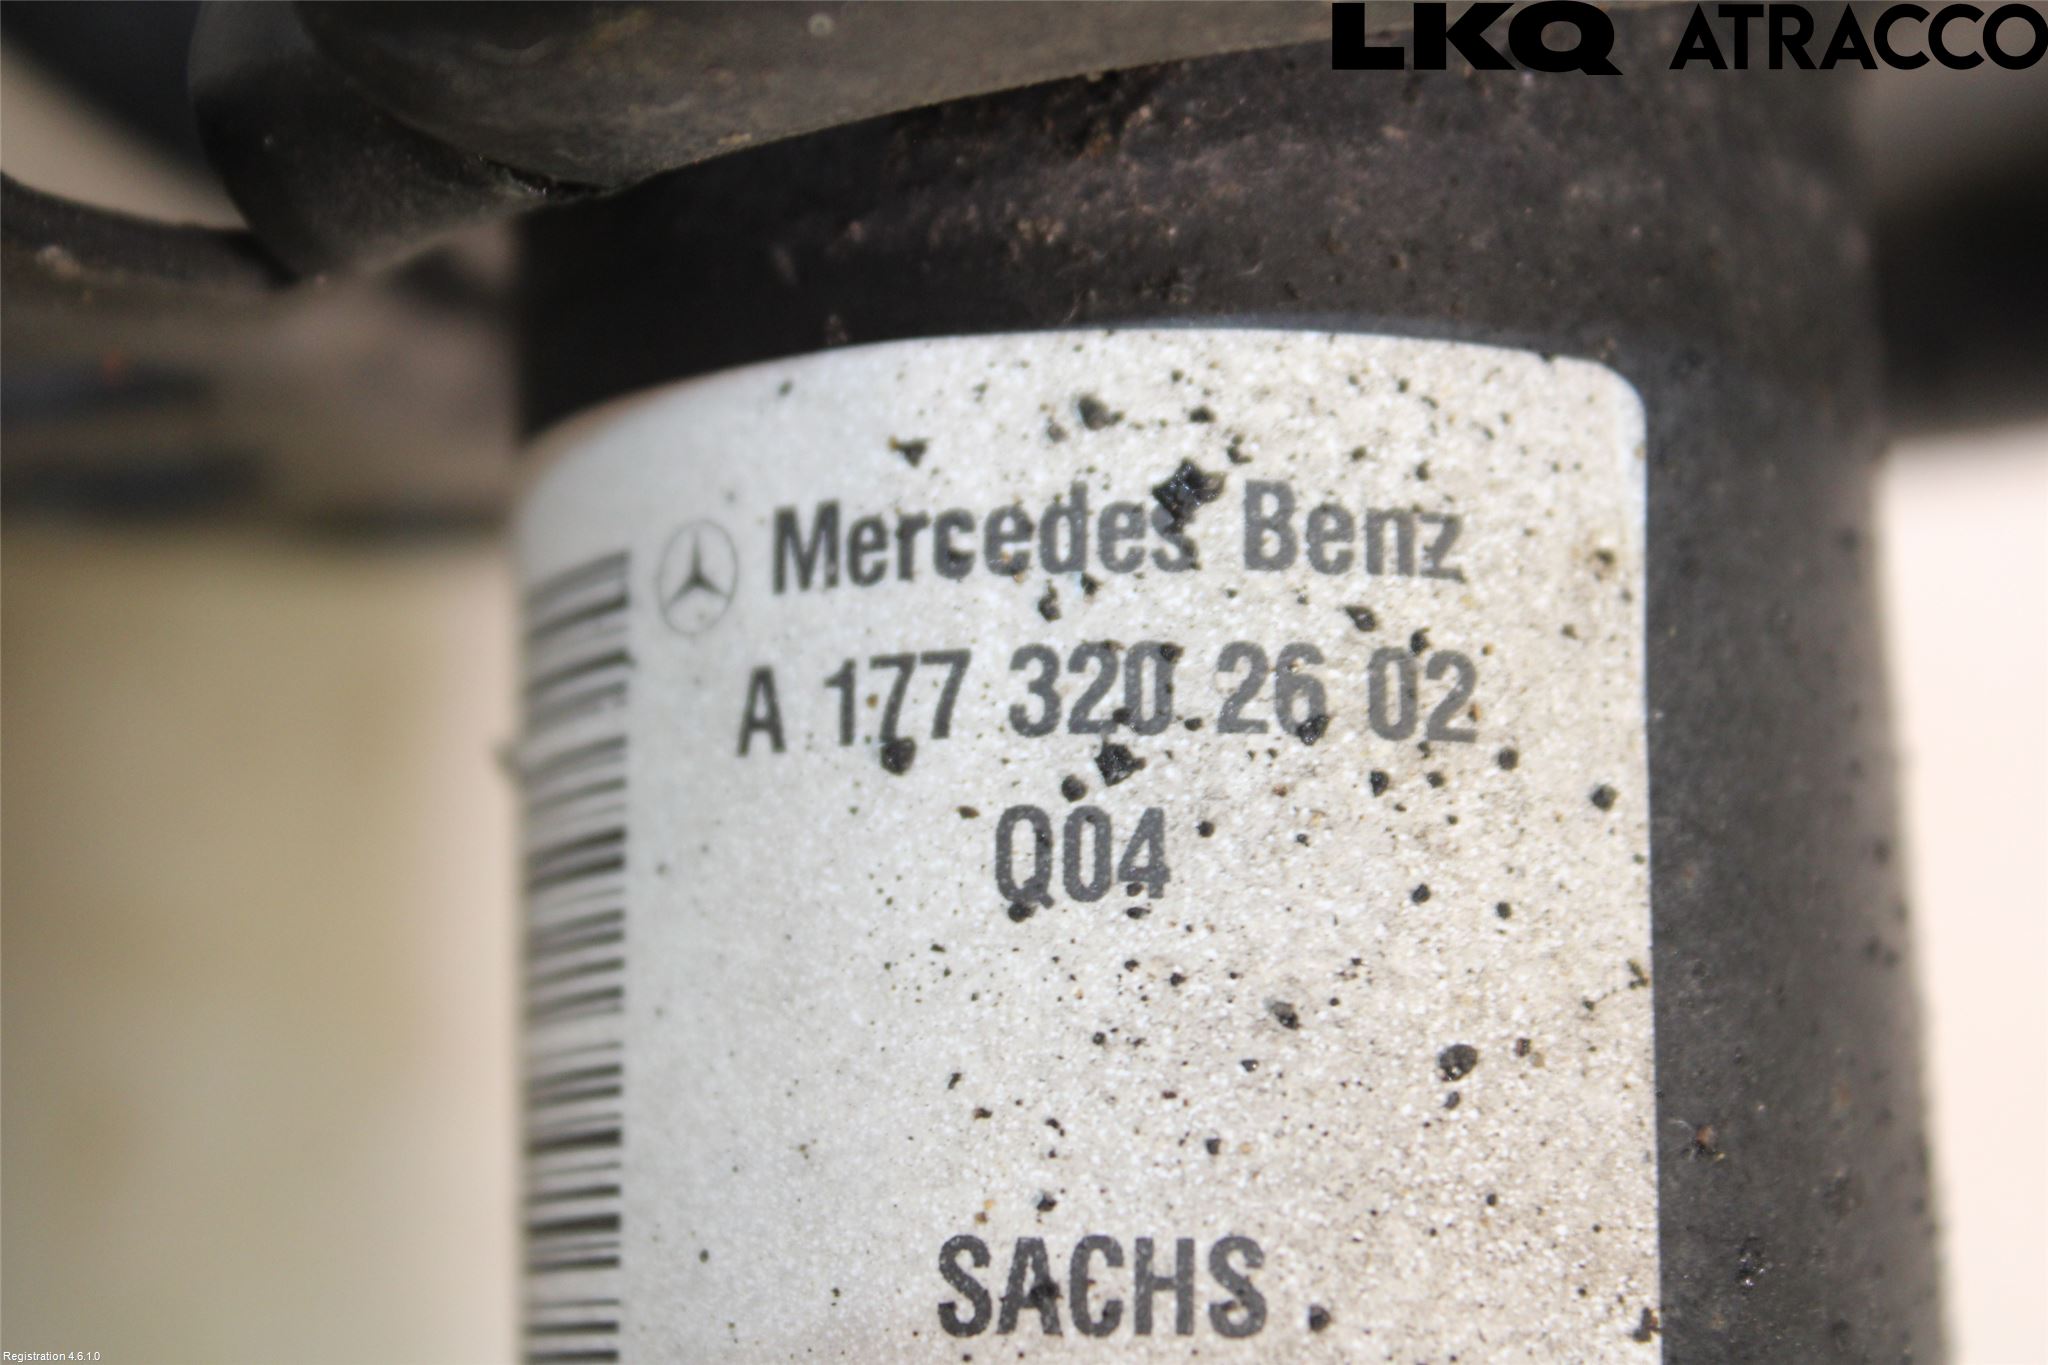 LKQ ATRACCO
Mercedes Benz
A 177 320 26 02
Q04
SACHS
Registration 4.6.1.0